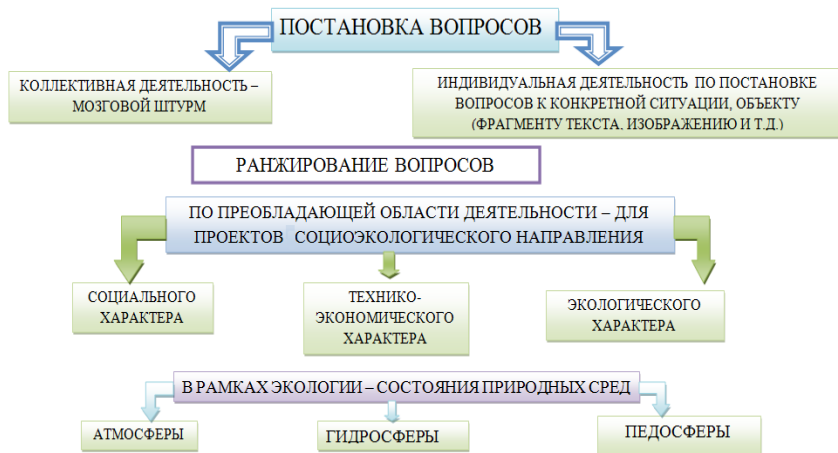 ПОСТАНОВКА ВОПРОСОВ
КОЛЛЕКТИВНАЯ ДЕЯТЕЛЬНОСТЬ –
МОЗГОВОЙ ШТУРМ
ИНДИВИДУАЛЬНАЯ ДЕЯТЕЛЬНОСТЬ ПО ПОСТАНОВКЕ
ВОПРОСОВ К КОНКРЕТНОЙ СИТУАЦИИ, ОБЪЕКТУ
(ФРАГМЕНТУ ТЕКСТА, ИЗОБРАЖЕНИЮ И Т.Д.)
РАНЖИРОВАНИЕ ВОПРОСОВ
ПО ПРЕОБЛАДАЮЩЕЙ ОБЛАСТИ ДЕЯТЕЛЬНОСТИ – ДЛЯ
ПРОЕКТОВ СОЦИОЭКОЛОГИЧЕСКОГО НАПРАВЛЕНИЯ
СОЦИАЛЬНОГО
ХАРАКТЕРА
ТЕХНИКО-
ЭКОНОМИЧЕСКОГО
ХАРАКТЕРА
ЭКОЛОГИЧЕСКОГО
ХАРАКТЕРА
В РАМКАХ ЭКОЛОГИИ – СОСТОЯНИЯ ПРИРОДНЫХ СРЕД
АТМОСФЕРЫ
ГИДРОСФЕРЫ
ПЕДОСФЕРЫ